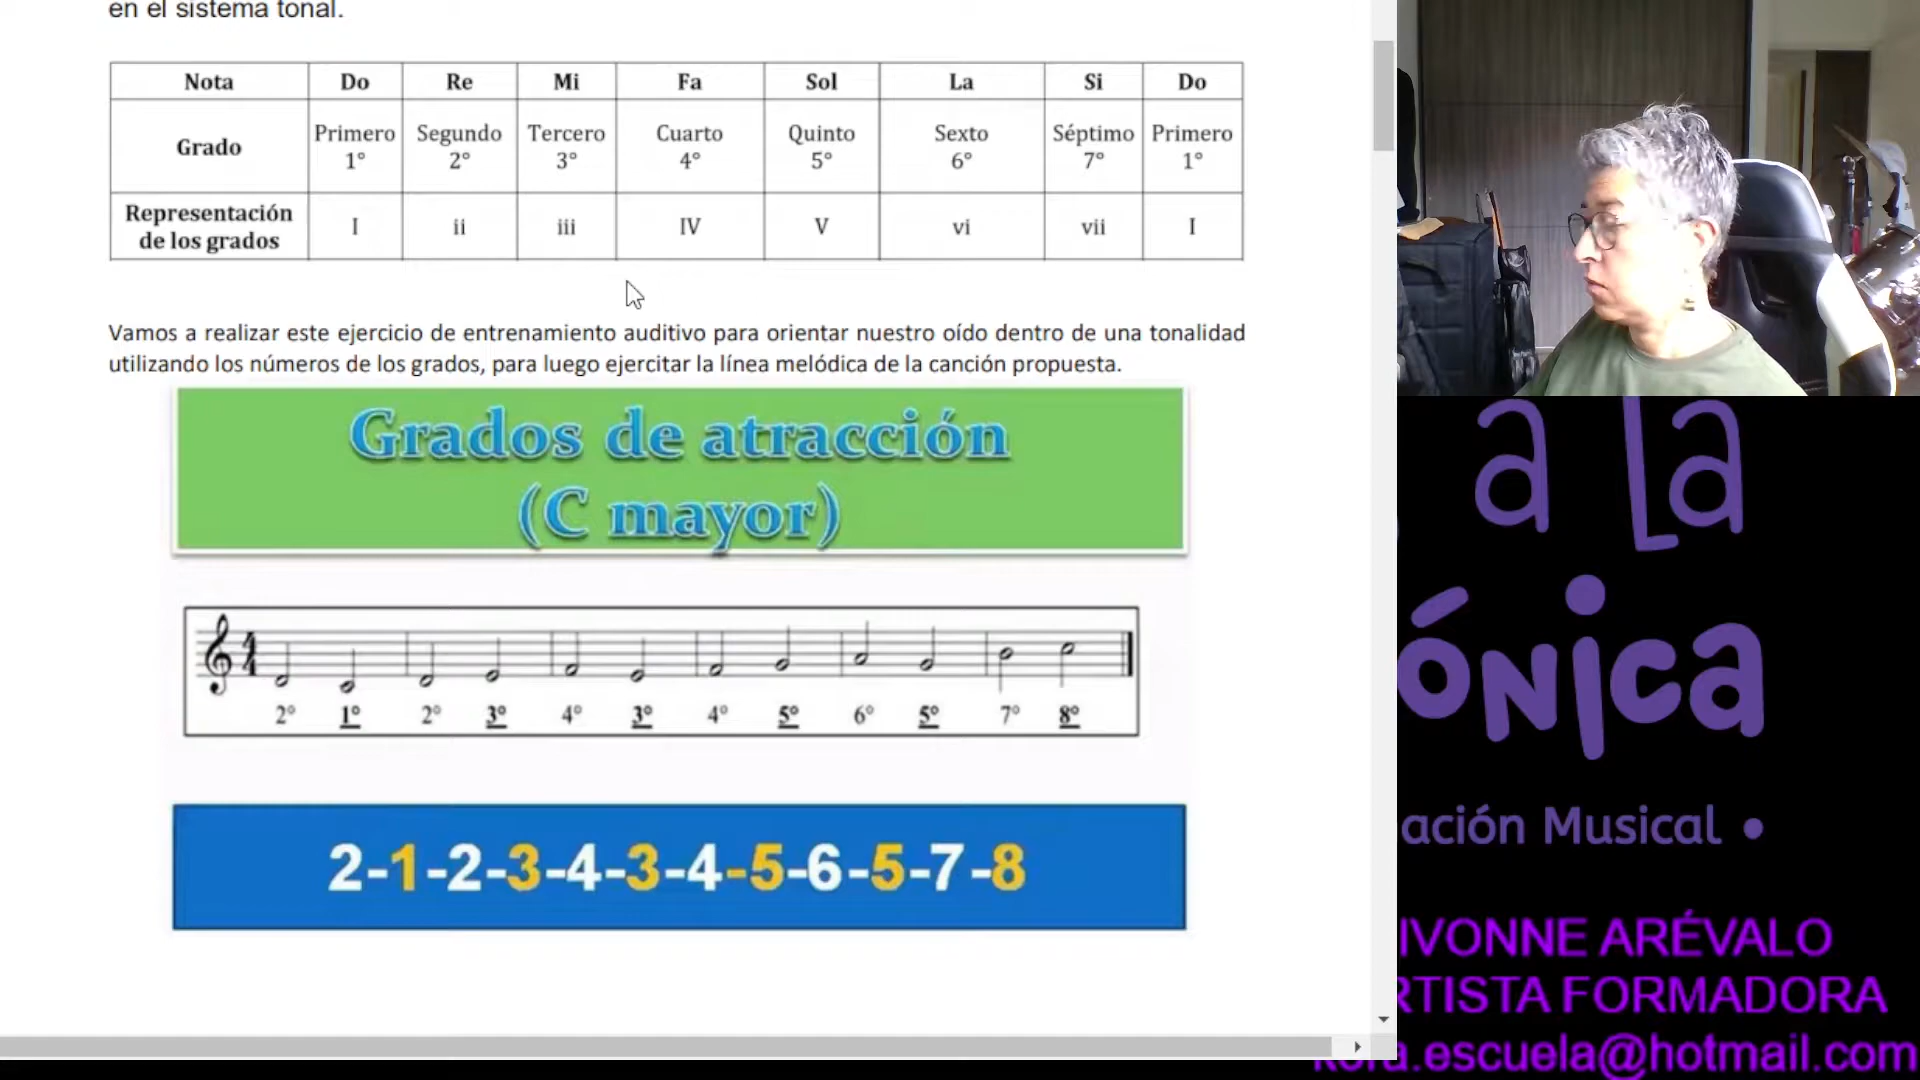 en el sistema tonal.
Nota Do Re Mi Fa Sol La Si Do
Grado Primero Segundo Tercero Cuarto Quinto Sexto Séptimo Primero
1° 2° 3° 4° 5° 6° 7° 1°
Representación de los grados I ii iii IV V vi vii I
Vamos a realizar este ejercicio de entrenamiento auditivo para orientar nuestro oído dentro de una tonalidad
utilizando los números de los grados, para luego ejercitar la línea melódica de la canción propuesta.
Grados de atracción
(C mayor)
4
4
2° 1° 2° 3° 4° 3° 4° 5° 6° 5° 7° 8°
2-1-2-3-4-3-4-5-6-5-7-8
a La
ónica
ación Musical •
IVONNE ARÉVALO
RTISTA FORMADORA
kora.escuela@hotmail.com